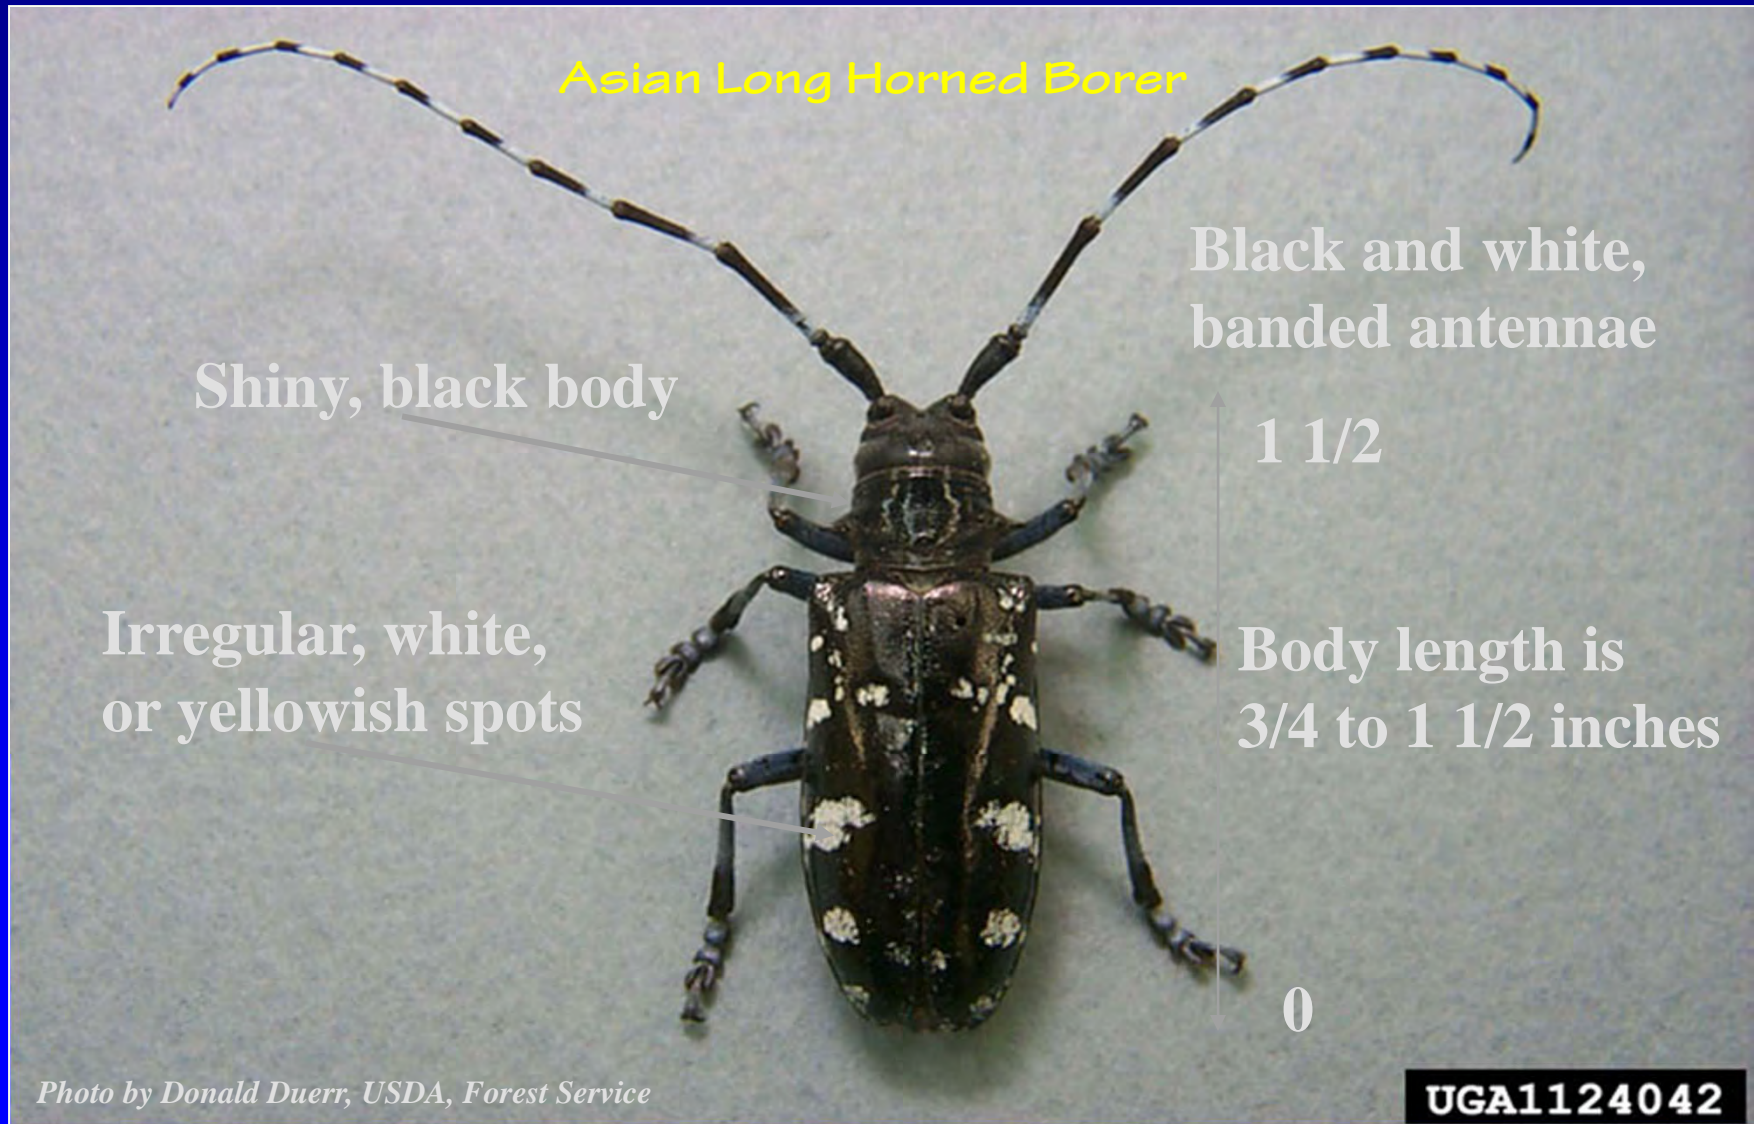 Asian Long Horned Borer
Black and white,
banded antennae
Shiny, black body
1 1/2
Irregular, white,
or yellowish spots
Body length is
3/4 to 1 1/2 inches
0
Photo by Donald Duerr, USDA, Forest Service
UGA1124042